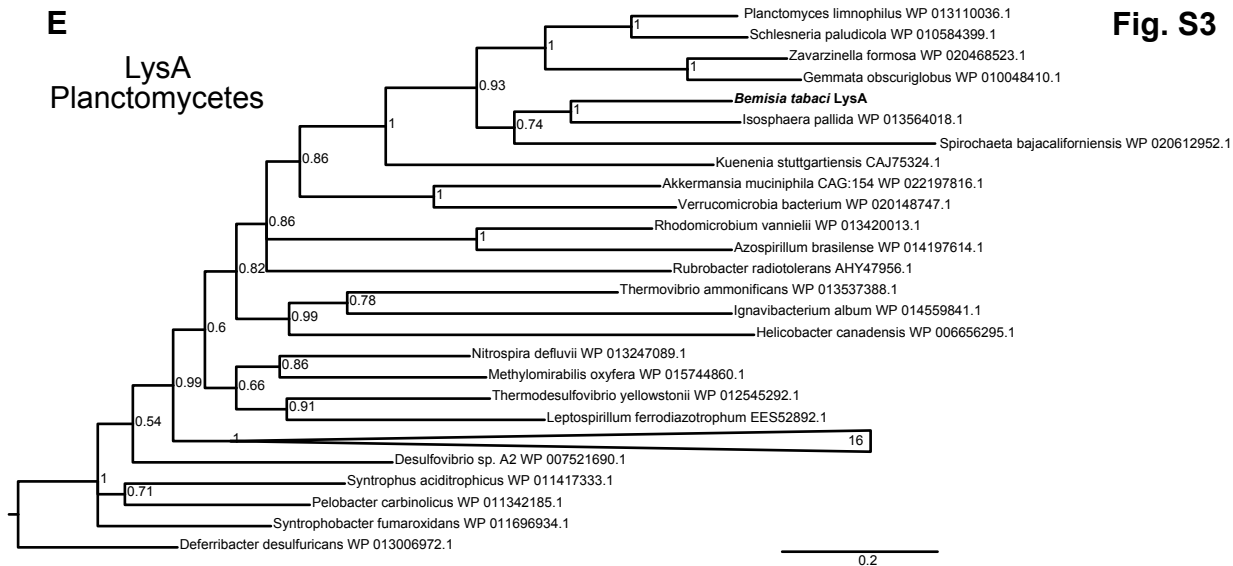 E
Fig. S3
LysA
Planctomycetes
Planctomyces limnophilus WP 013110036.1
1
Schlesneria paludicola WP 010584399.1
1
Zavarzinella formosa WP 020468523.1
1
Gemmata obscuriglobus WP 010048410.1
0.93
Bemisia tabaci LysA
1
Isosphaera pallida WP 013564018.1
0.74
Spirochaeta bajacaliforniensis WP 020612952.1
1
Kuenenia stuttgartiensis CAJ75324.1
0.86
Akkermansia muciniphila CAG:154 WP 022197816.1
1
Verrucomicrobia bacterium WP 020148747.1
0.86
Rhodomicrobium vannielii WP 013420013.1
1
Azospirillum brasilense WP 014197614.1
0.82
Rubrobacter radiotolerans AHY47956.1
Thermovibrio ammonificans WP 013537388.1
0.78
Ignavibacterium album WP 014559841.1
0.99
Helicobacter canadensis WP 006656295.1
0.6
Nitrospira defluvii WP 013247089.1
0.86
Methylomirabilis oxyfera WP 015744860.1
0.66
Thermodesulfovibrio yellowstonii WP 012545292.1
0.91
Leptospirillum ferrodiazotrophum EES52892.1
0.99
1
16
0.54
Desulfovibrio sp. A2 WP 007521690.1
1
Syntrophus aciditrophicus WP 011417333.1
0.71
Pelobacter carbinolicus WP 011342185.1
Syntrophobacter fumaroxidans WP 011696934.1
Deferribacter desulfuricans WP 013006972.1
0.2